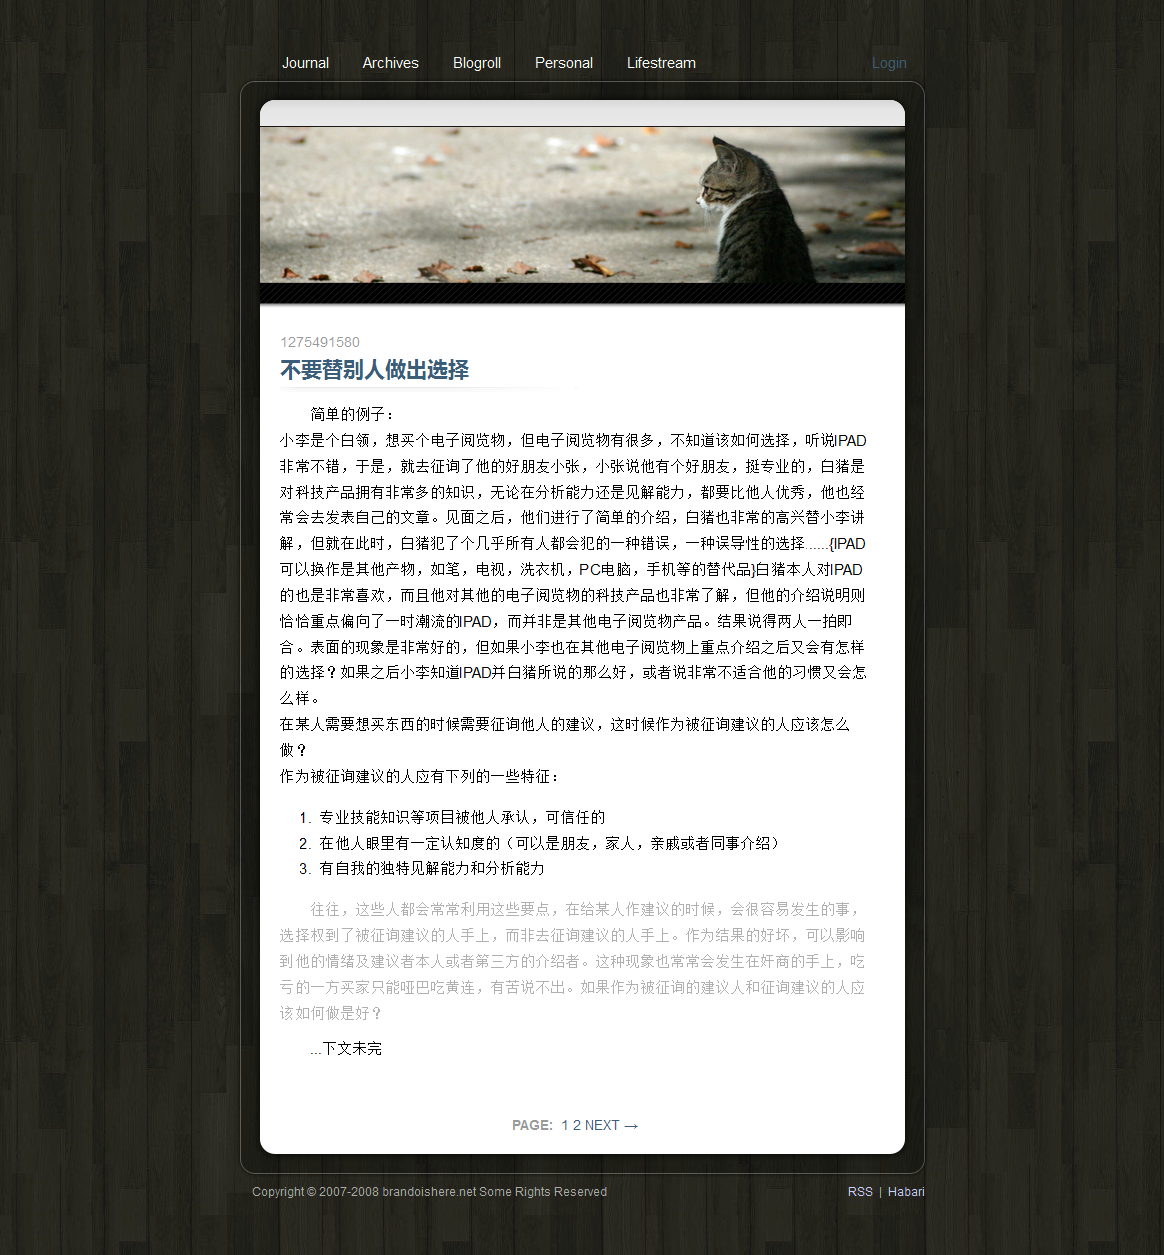 Journal Archives Blogroll Personal Lifestream Login
1275491580
不要替别人做出选择
简单的例子：
小李是个白领，想买个电子阅览物，但电子阅览物有很多，不知道该如何选择，听说IPAD
非常不错，于是，就去征询了他的好朋友小张，小张说他有个好朋友，挺专业的，白猪是
对科技产品拥有非常多的知识，无论在分析能力还是见解能力，都要比他人优秀，他也经
常会去发表自己的文章。见面之后，他们进行了简单的介绍，白猪也非常的高兴替小李讲
解，但就在此时，白猪犯了个几乎所有人都会犯的一种错误，一种误导性的选择......{IPAD
可以换作是其他产物，如笔，电视，洗衣机，PC电脑，手机等的替代品}白猪本人对IPAD
的也是非常喜欢，而且他对其他的电子阅览物的科技产品也非常了解，但他的介绍说明则
恰恰重点偏向了一时潮流的IPAD，而并非是其他电子阅览物产品。结果说得两人一拍即
合。表面的现象是非常好的，但如果小李也在其他电子阅览物上重点介绍之后又会有怎样
的选择？如果之后小李知道IPAD并白猪所说的那么好，或者说非常不适合他的习惯又会怎
么样。
在某人需要想买东西的时候需要征询他人的建议，这时候作为被征询建议的人应该怎么
做？
作为被征询建议的人应有下列的一些特征：
1. 专业技能知识等项目被他人承认，可信任的
2. 在他人眼里有一定认知度的（可以是朋友，家人，亲戚或者同事介绍）
3. 有自我的独特见解能力和分析能力
往往，这些人都会常常利用这些要点，在给某人作建议的时候，会很容易发生的事，
选择权到了被征询建议的人手上，而非去征询建议的人手上。作为结果的好坏，可以影响
到他的情绪及建议者本人或者第三方的介绍者。这种现象也常常会发生在奸商的手上，吃
亏的一方买家只能哑巴吃黄连，有苦说不出。如果作为被征询的建议人和征询建议的人应
该如何做是好？
...下文未完
PAGE: 1 2 NEXT →
Copyright © 2007-2008 brandoishere.net Some Rights Reserved RSS | Habari